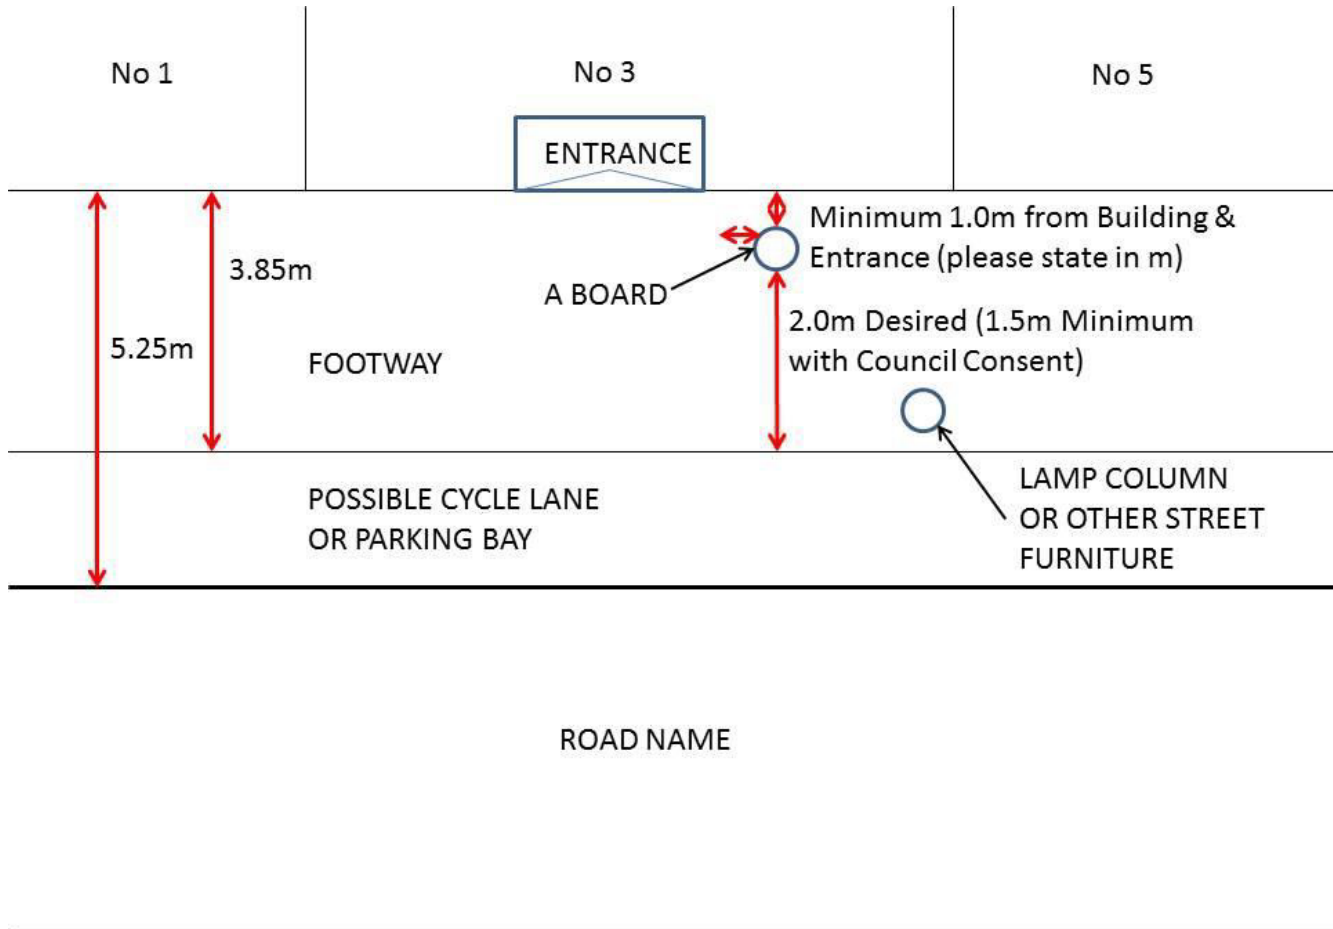 No 1
No 3
No 5
ENTRANCE
Minimum 1.0m from Building &
Entrance (please state in m)
3.85m
A BOARD
2.0m Desired (1.5m Minimum
with Council Consent)
5.25m
FOOTWAY
POSSIBLE CYCLE LANE
OR PARKING BAY
LAMP COLUMN
OR OTHER STREET
FURNITURE
ROAD NAME